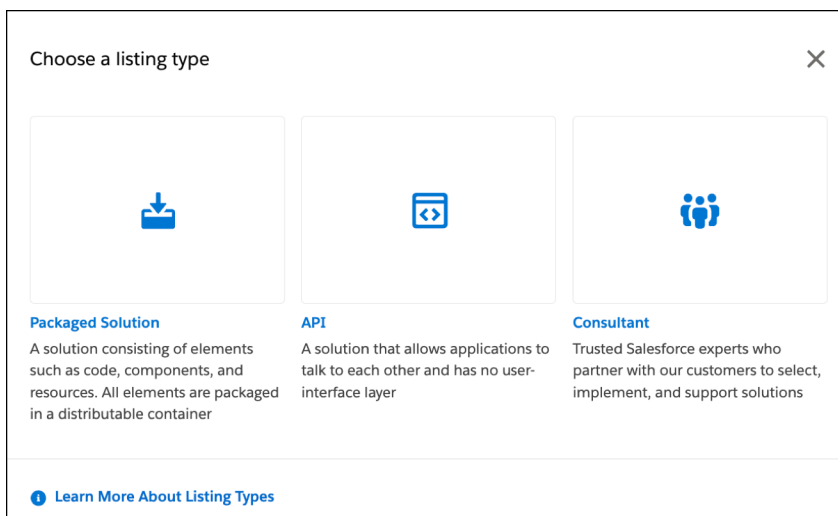 Choose a listing type
Packaged Solution
A solution consisting of elements
such as code, components, and
resources. All elements are packaged
in a distributable container
API
A solution that allows applications to
talk to each other and has no user-
interface layer
Consultant
Trusted Salesforce experts who
partner with our customers to select,
implement, and support solutions
Learn More About Listing Types